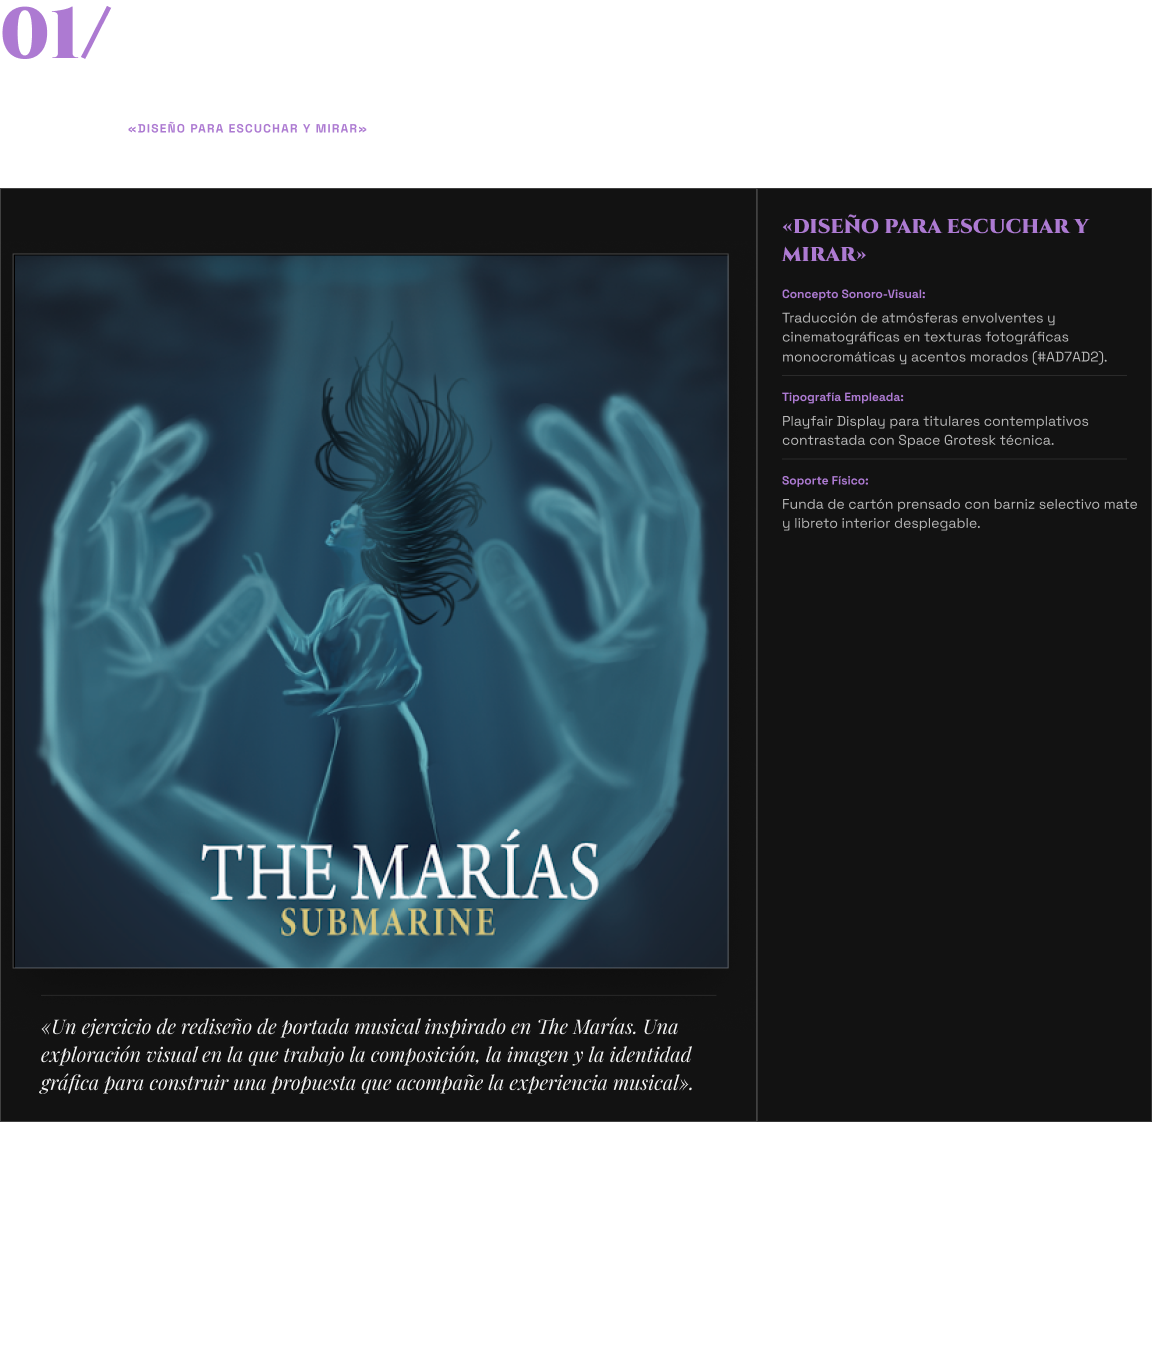 01/
«DISEÑO PARA ESCUCHAR Y MIRAR»
THE MARÍAS
SUBMARINE
«Un ejercicio de rediseño de portada musical inspirado en The Marías. Una
exploración visual en la que trabajo la composición, la imagen y la identidad
gráfica para construir una propuesta que acompañe la experiencia musical».
«DISEÑO PARA ESCUCHAR Y
MIRAR»
Concepto Sonoro-Visual:
Traducción de atmósferas envolventes y
cinematográficas en texturas fotográficas
monocromáticas y acentos morados (#AD7AD2).
Tipografía Empleada:
Playfair Display para titulares contemplativos
contrastada con Space Grotesk técnica.
Soporte Físico:
Funda de cartón prensado con barniz selectivo mate
y libreto interior desplegable.